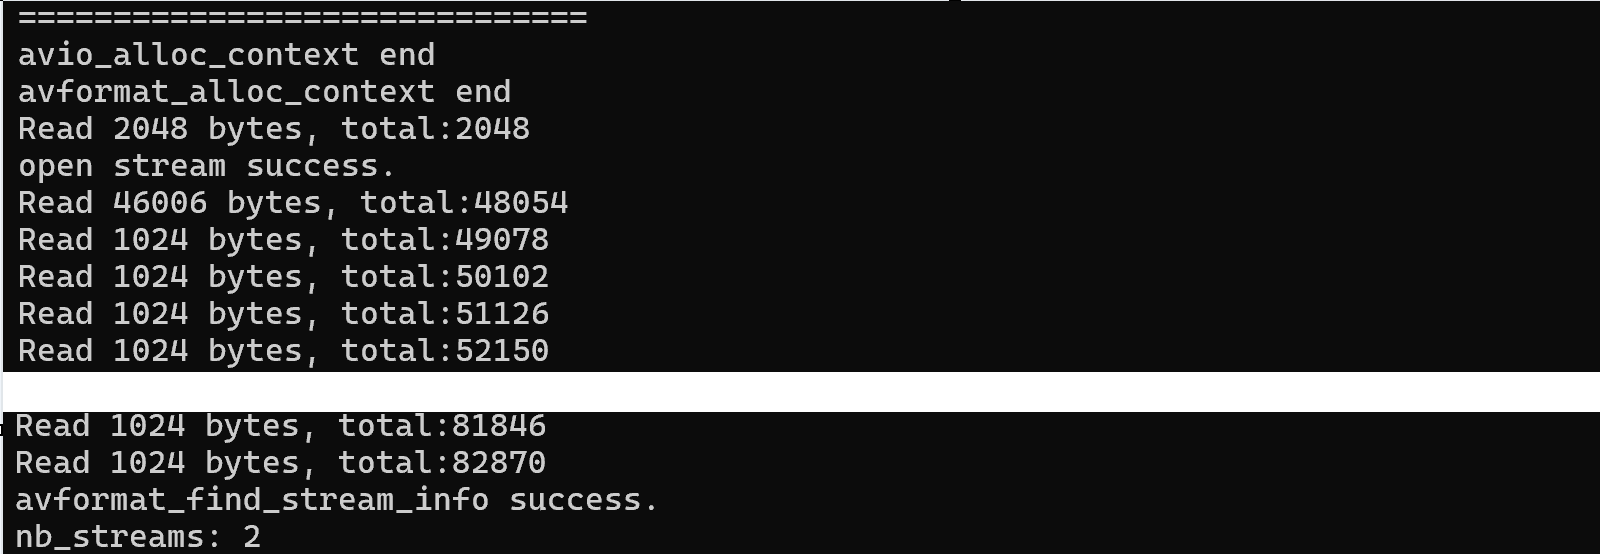 ==============================
avio_alloc_context end
avformat_alloc_context end
Read 2048 bytes, total:2048
open stream success.
Read 46006 bytes, total:48054
Read 1024 bytes, total:49078
Read 1024 bytes, total:50102
Read 1024 bytes, total:51126
Read 1024 bytes, total:52150
Read 1024 bytes, total:81846
Read 1024 bytes, total:82870
avformat_find_stream_info success.
nb_streams: 2